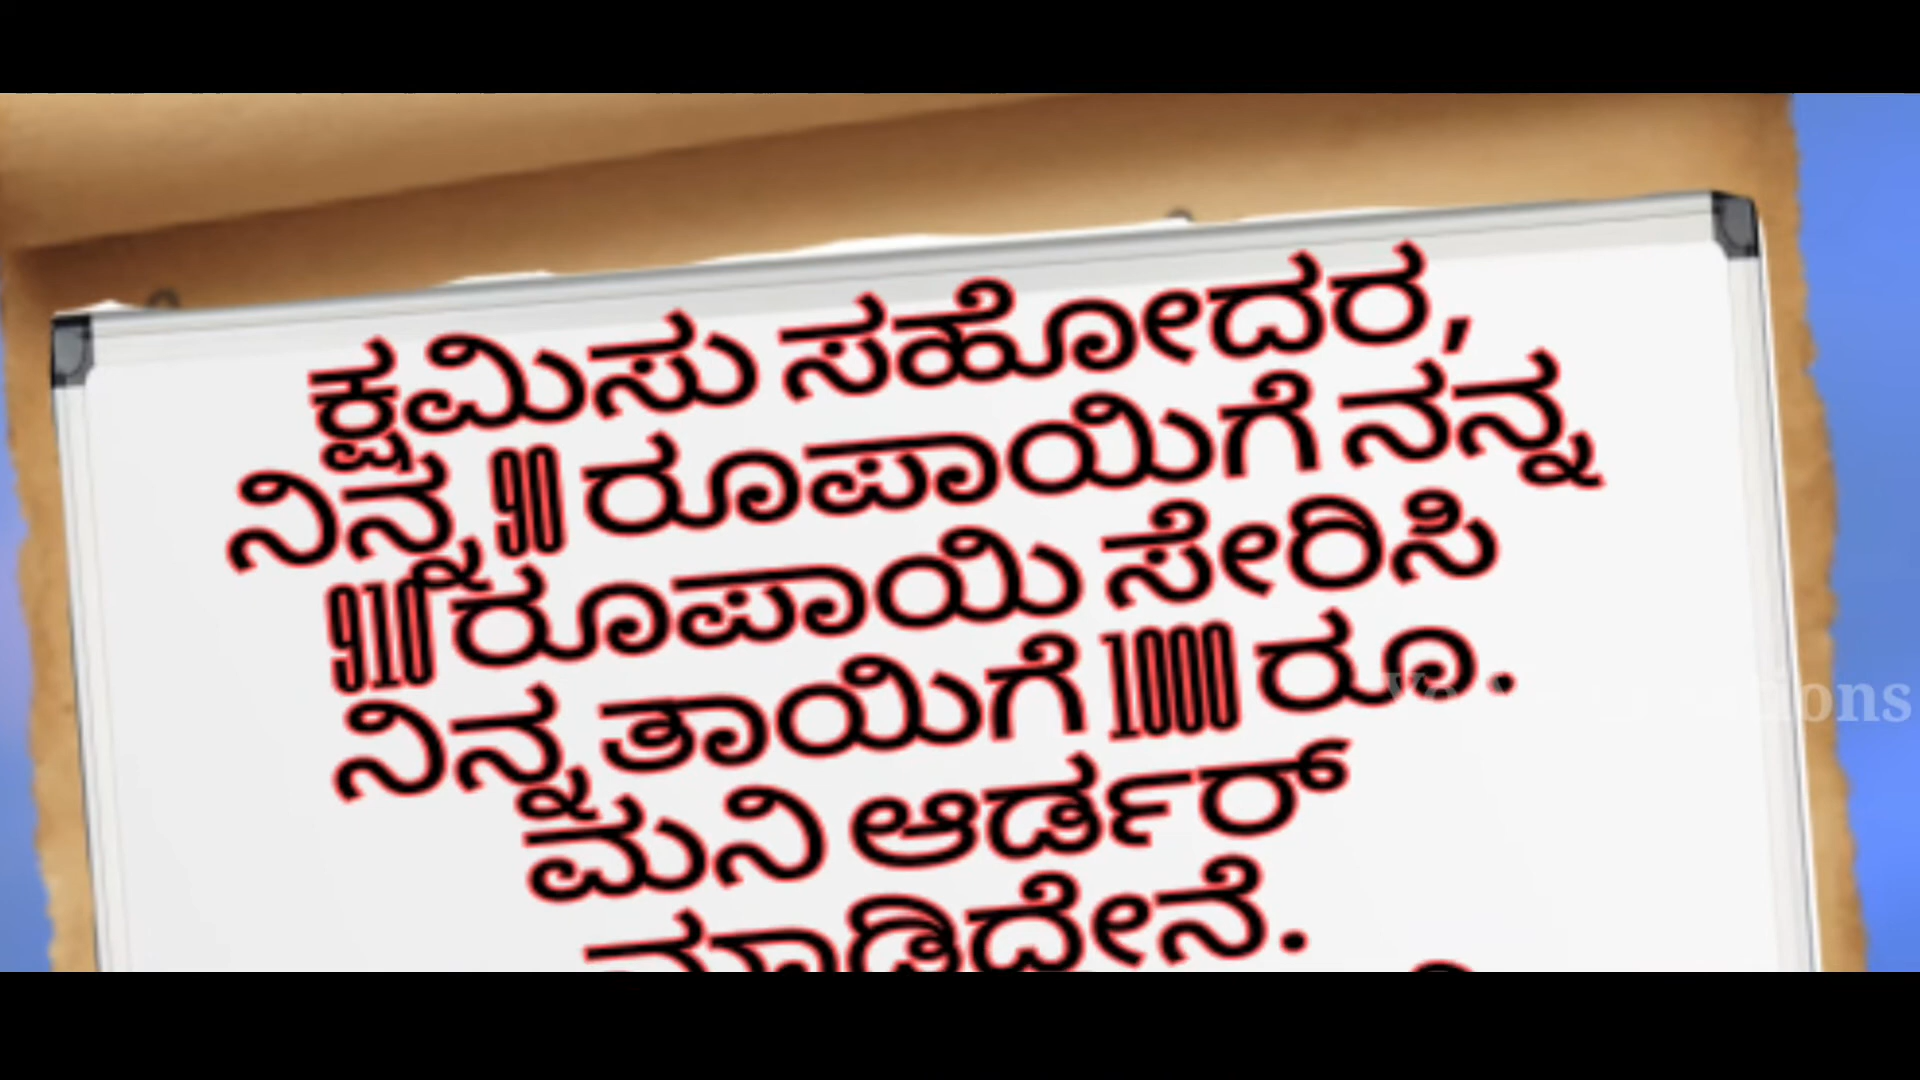 ಕ್ಷಮಿಸು ಸಹೋದರ,
ನಿನ್ನ 90 ರೂಪಾಯಿಗೆ ನನ್ನ
910 ರೂಪಾಯಿ ಸೇರಿಸಿ
ನಿನ್ನ ತಾಯಿಗೆ 1000 ರೂ.
ಮನಿ ಆರ್ಡರ್
ಮಾಡಿದ್ದೇನೆ.